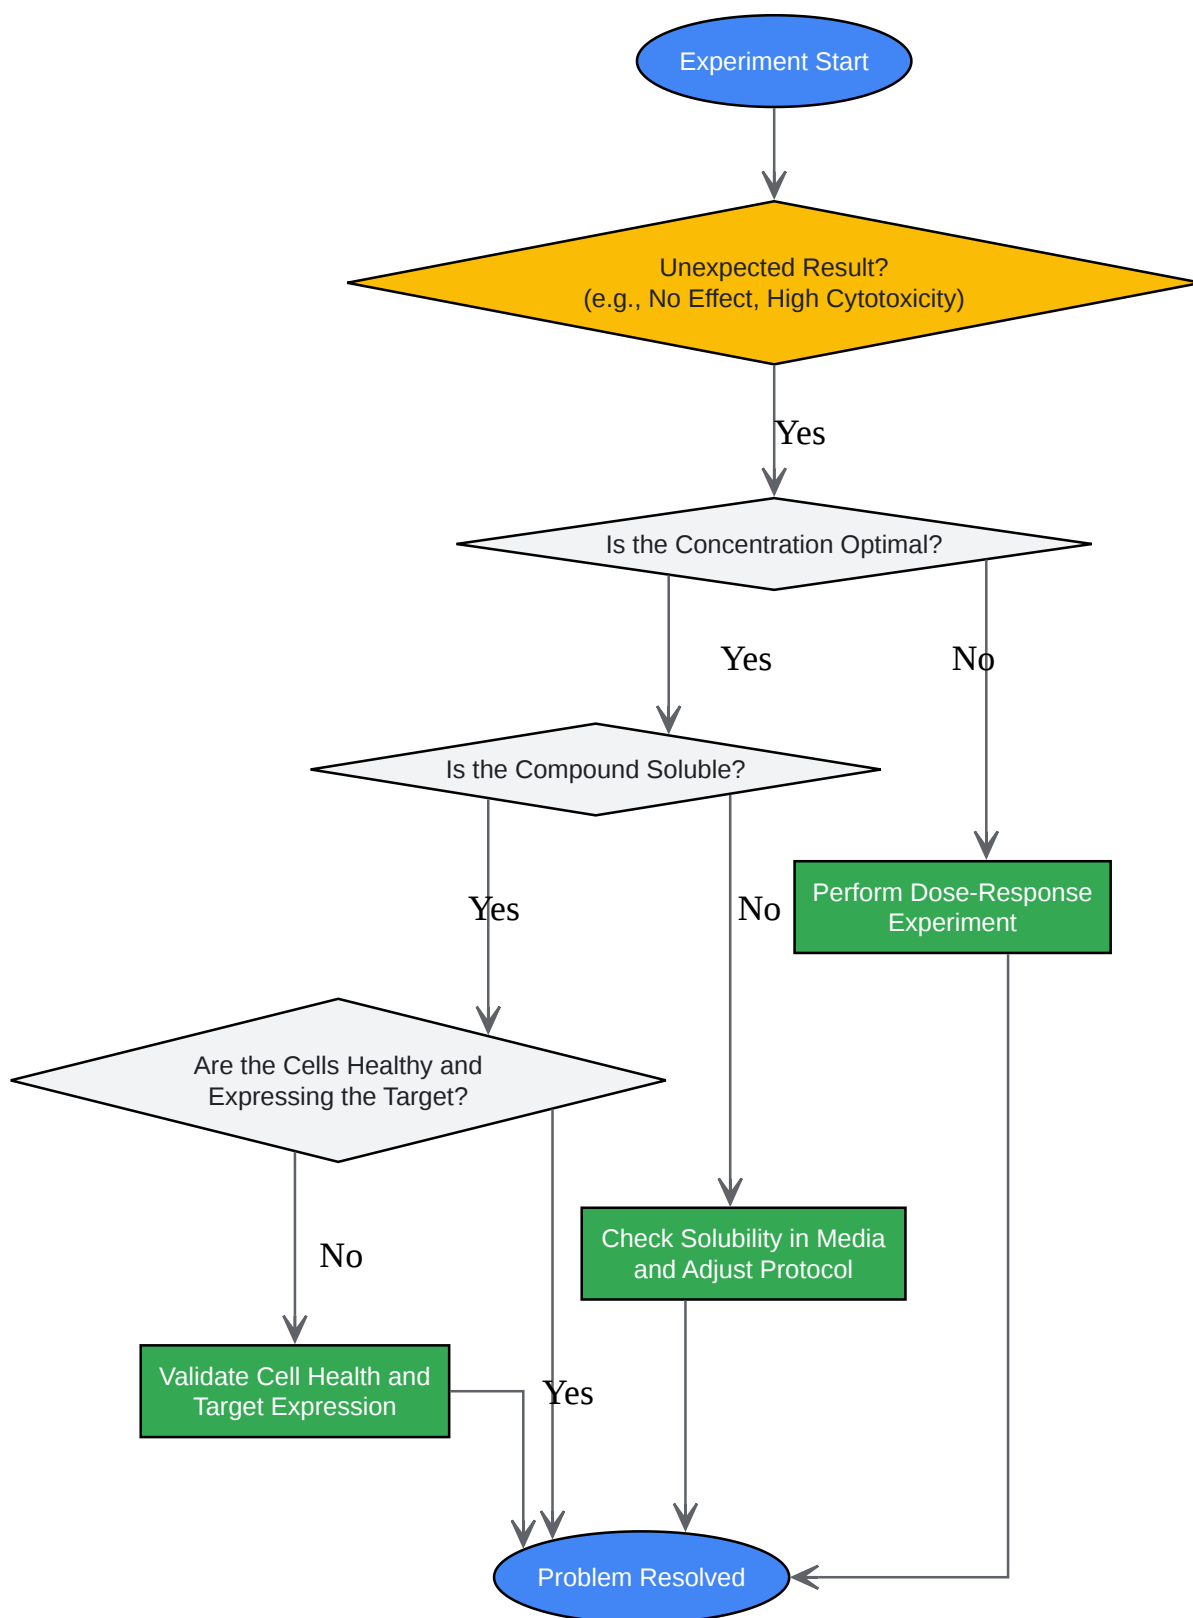 Experiment Start
Unexpected Result?
(e.g., No Effect, High Cytotoxicity)
Yes
Is the Concentration Optimal?
Yes
No
Is the Compound Soluble?
Yes
No
Perform Dose-Response
Experiment
Are the Cells Healthy and
Expressing the Target?
No
Check Solubility in Media
and Adjust Protocol
Validate Cell Health and
Target Expression
Yes
Problem Resolved